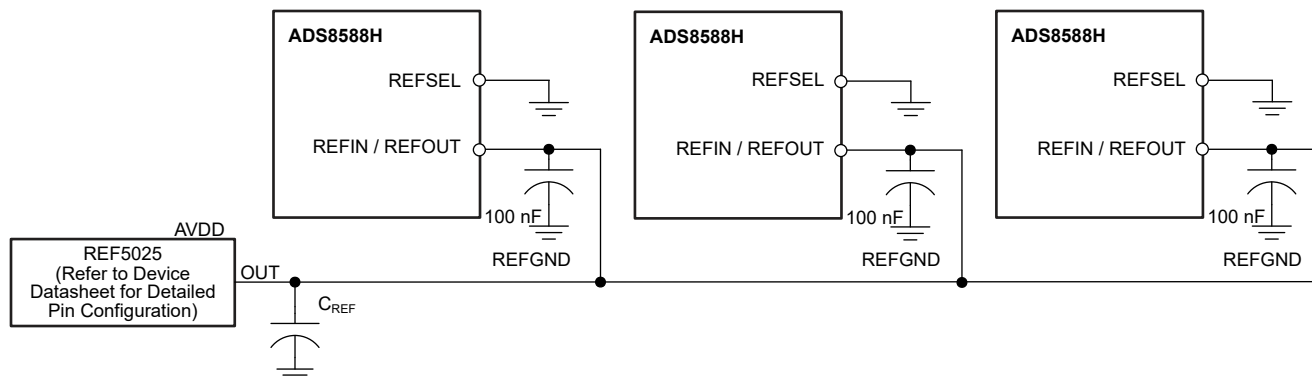 ADS8588H
REFSEL
REFIN / REFOUT
100 nF
REFGND
ADS8588H
REFSEL
REFIN / REFOUT
100 nF
REFGND
ADS8588H
REFSEL
REFIN / REFOUT
100 nF
REFGND
AVDD
REF5025
(Refer to Device
Datasheet for Detailed
Pin Configuration)
OUT
CREF